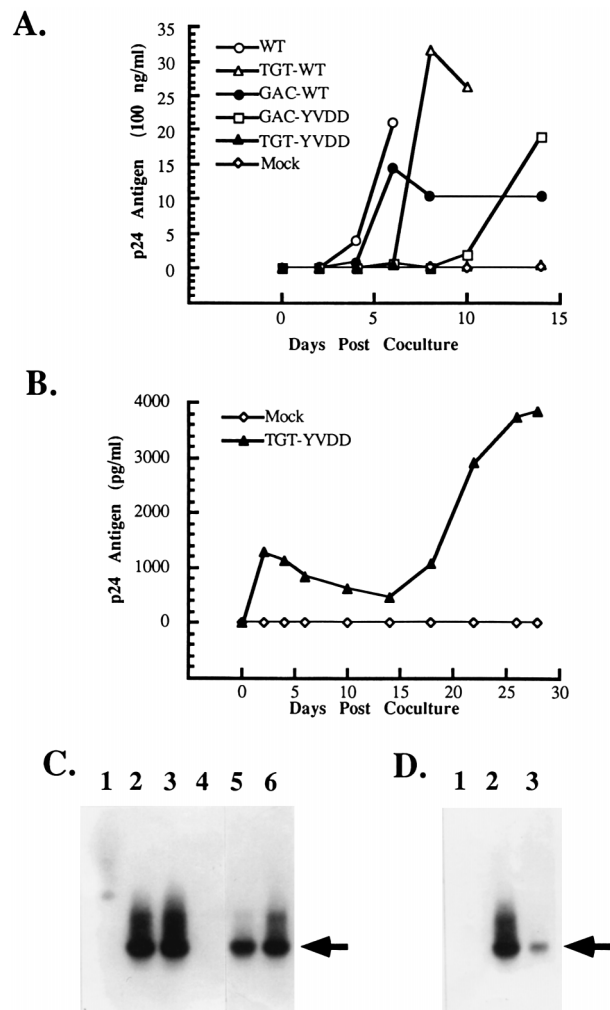 A.
p24 Antigen (100 ng/ml)
35
30
25
20
15
10
5
0
WT
TGT-WT
GAC-WT
GAC-YVDD
TGT-YVDD
Mock
0 5 10 15
Days Post Coculture
B.
p24 Antigen (pg/ml)
4000
3000
2000
1000
0
Mock
TGT-YVDD
0 5 10 15 20 25 30
Days Post Coculture
C.
1 2 3 4 5 6
D.
1 2 3